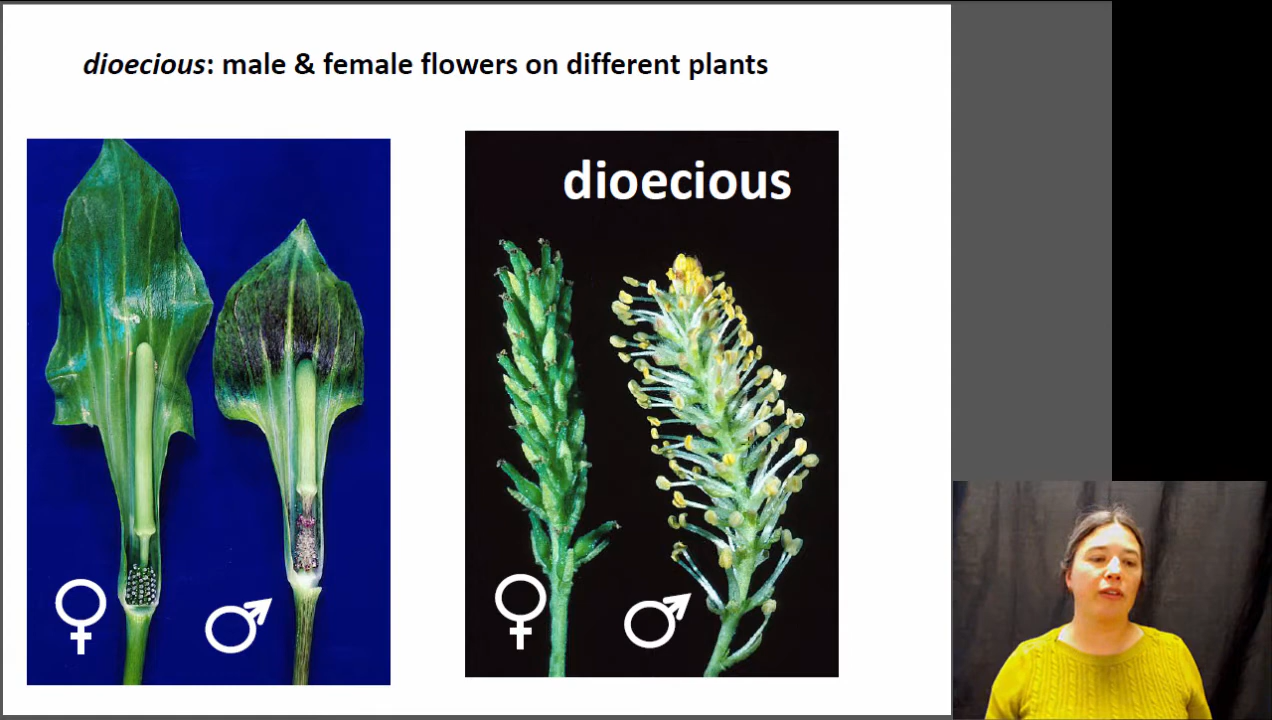 dioecious: male & female flowers on different plants
dioecious
♀ ♂ ♀ ♂